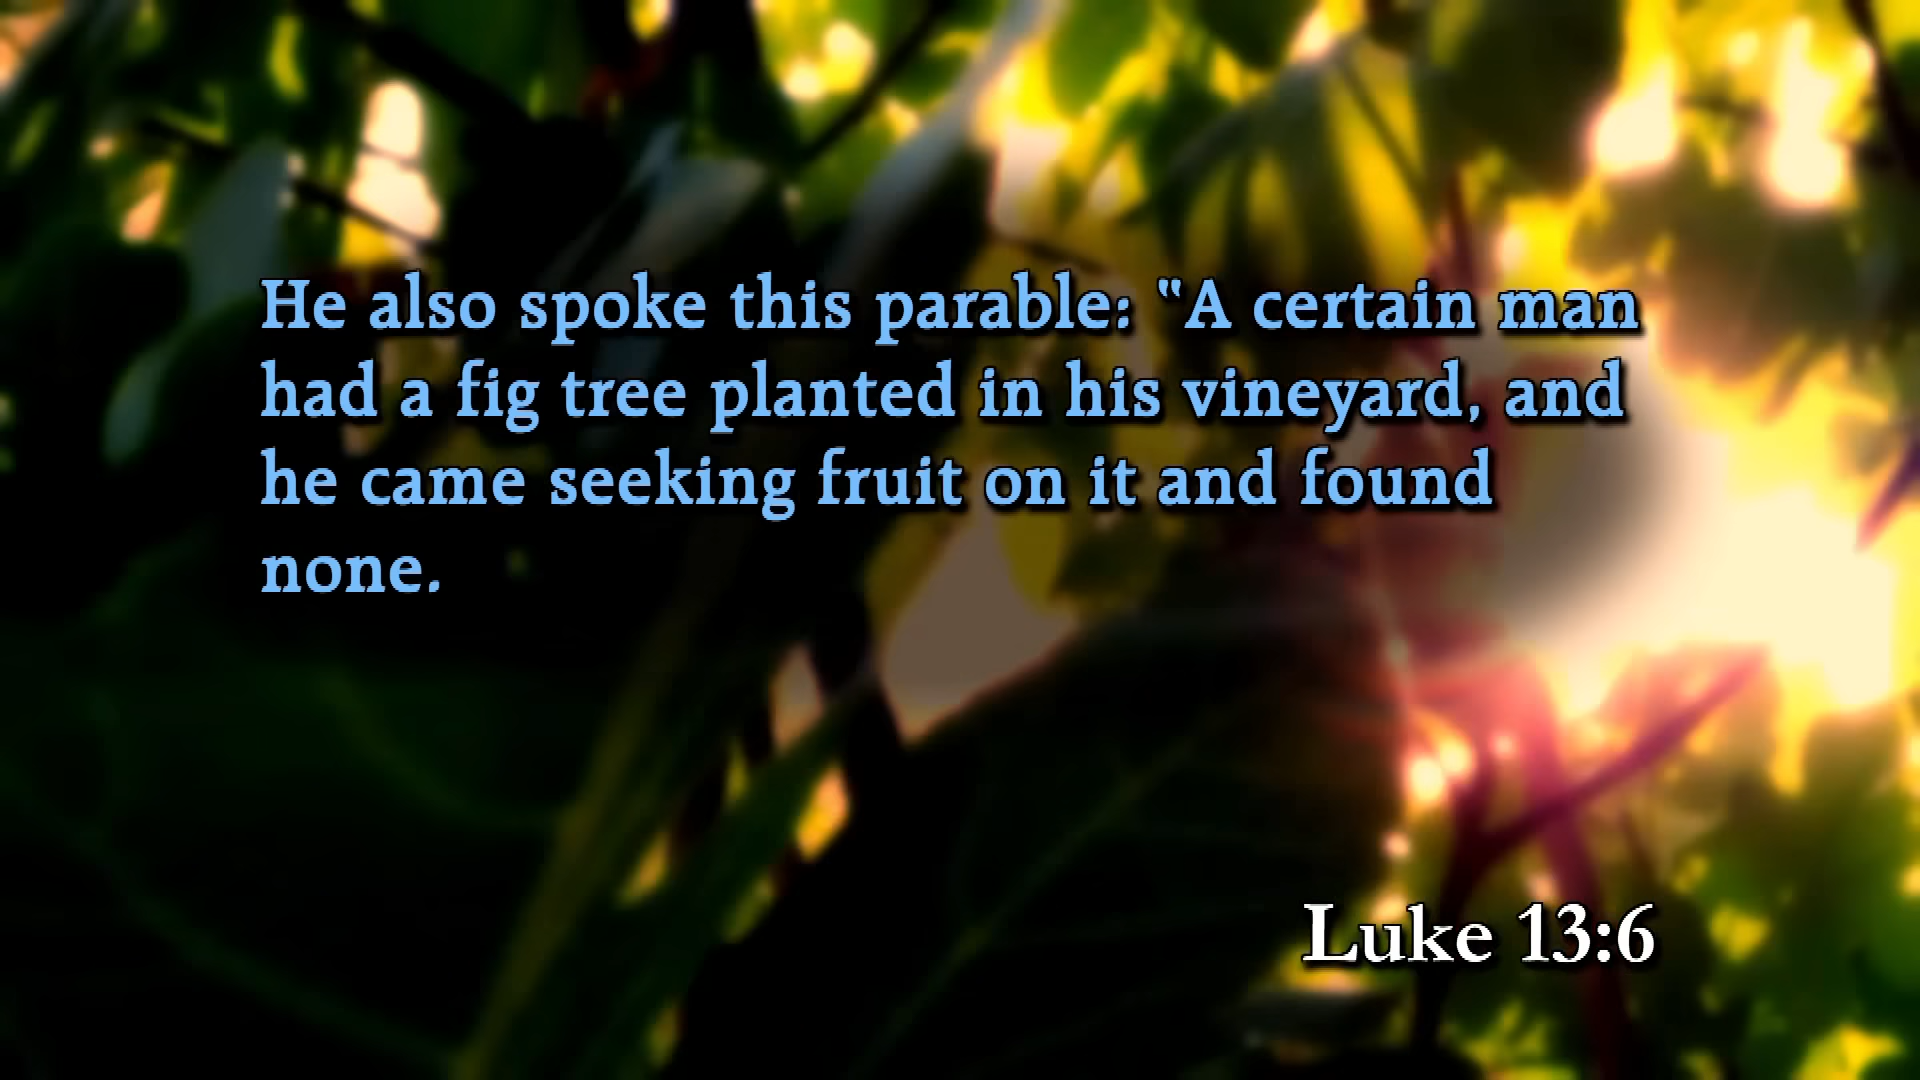 He also spoke this parable: “A certain man
had a fig tree planted in his vineyard, and
he came seeking fruit on it and found
none.
Luke 13:6